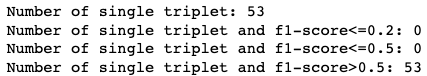 Number of single triplet: 53
Number of single triplet and f1-score<=0.2: 0
Number of single triplet and f1-score<=0.5: 0
Number of single triplet and f1-score>0.5: 53